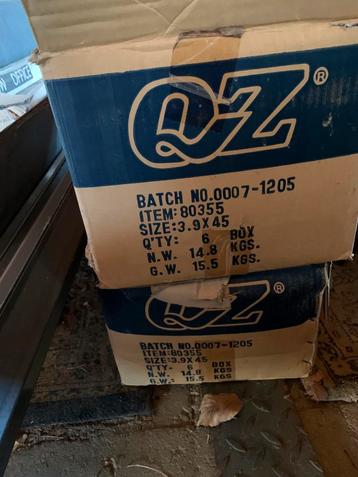 OFFICE
QZ®
BATCH NO.0007-1205
ITEM:80355
SIZE:3.9X45
Q'TY: 6 BOX
N.W. 14.8 KGS.
G.W. 15.5 KGS.
QZ®
BATCH NO.0007-1205
ITEM:80355
SIZE:3.9X45
Q'TY: 6 BOX
N.W. 14.8 KGS
G.W.: 15.5 KGS